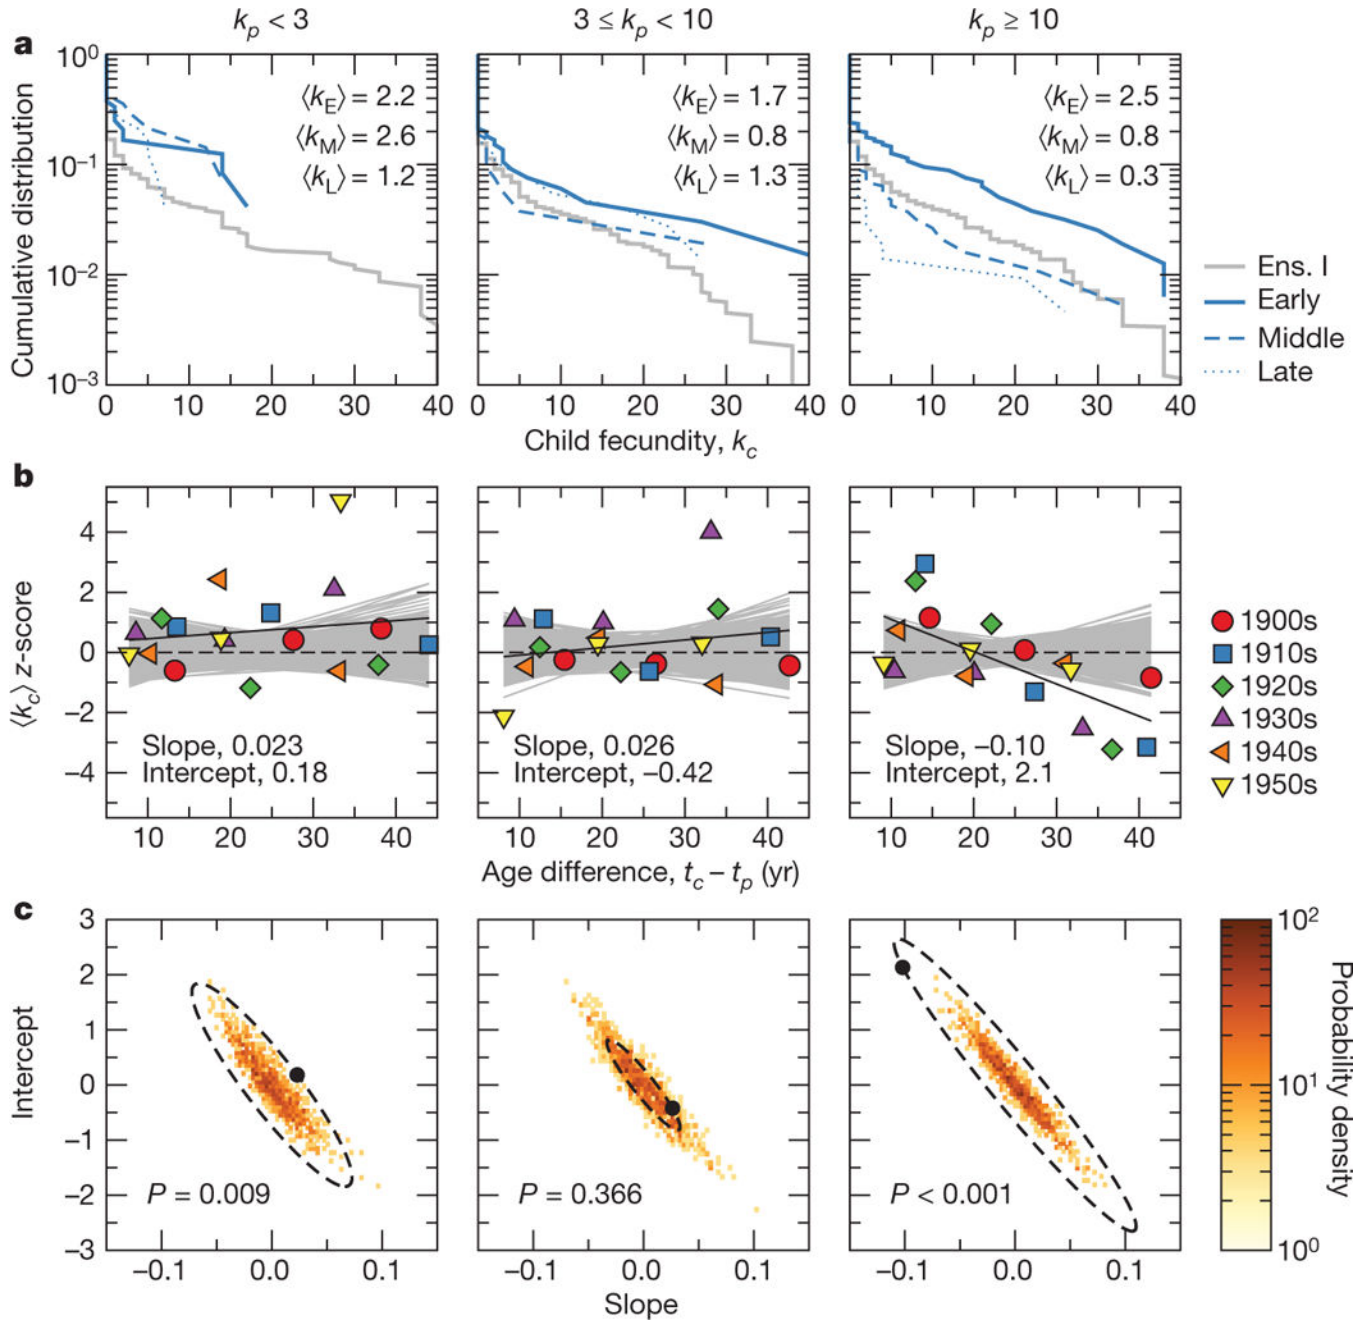 k_p < 3
3 ≤ k_p < 10
k_p ≥ 10
a
Cumulative distribution
10^0
10^−1
10^−2
10^−3
⟨k_E⟩ = 2.2
⟨k_M⟩ = 2.6
⟨k_L⟩ = 1.2
⟨k_E⟩ = 1.7
⟨k_M⟩ = 0.8
⟨k_L⟩ = 1.3
⟨k_E⟩ = 2.5
⟨k_M⟩ = 0.8
⟨k_L⟩ = 0.3
Ens. I
Early
Middle
Late
0 10 20 30 40
0 10 20 30 40
0 10 20 30 40
Child fecundity, k_c
b
⟨k_c⟩ z-score
4
2
0
−2
−4
Slope, 0.023
Intercept, 0.18
Slope, 0.026
Intercept, −0.42
Slope, −0.10
Intercept, 2.1
1900s
1910s
1920s
1930s
1940s
1950s
10 20 30 40
10 20 30 40
10 20 30 40
Age difference, t_c − t_p (yr)
c
Intercept
3
2
1
0
−1
−2
−3
P = 0.009
P = 0.366
P < 0.001
10^2
10^1
10^0
Probability density
−0.1 0.0 0.1
−0.1 0.0 0.1
−0.1 0.0 0.1
Slope